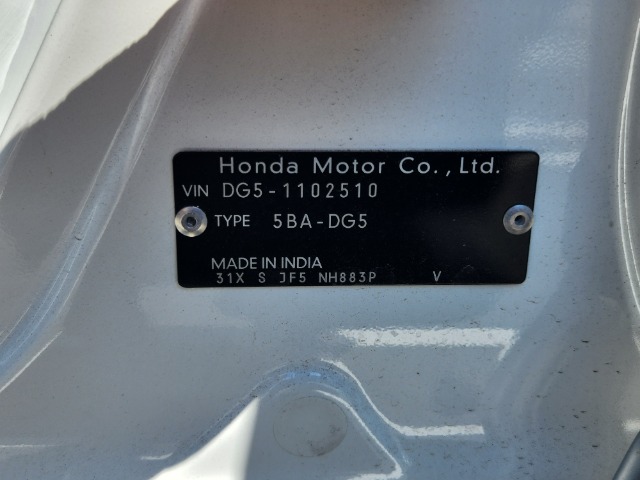 Honda Motor Co., Ltd.
VIN DG5-1102510
TYPE 5BA-DG5
MADE IN INDIA
31X S JF5 NH883P V